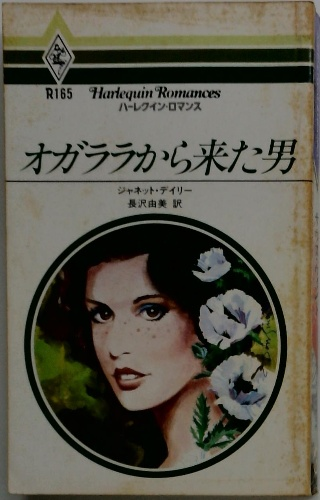 R165
Harlequin Romances
ハーレクイン・ロマンス
オガララから来た男
ジャネット・デイリー
長沢由美 訳